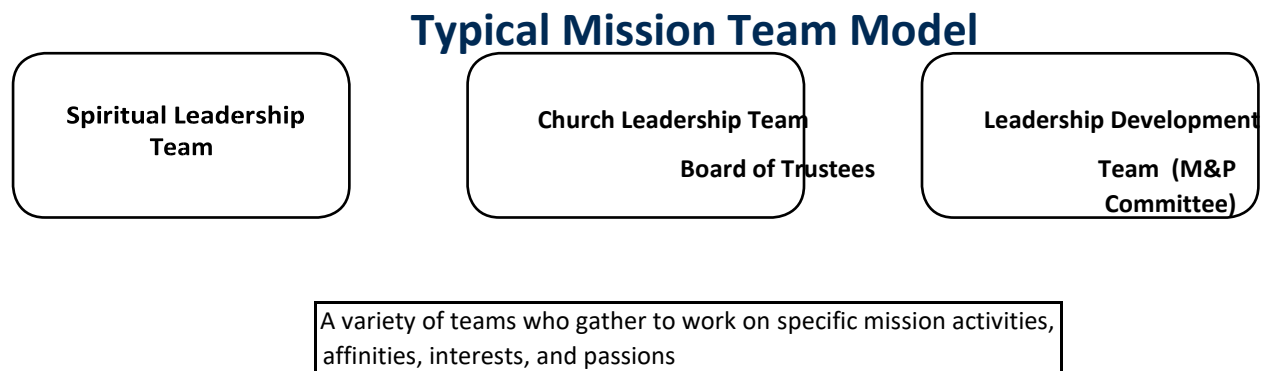 Typical Mission Team Model
Spiritual Leadership
Team
Church Leadership Team
Board of Trustees
Leadership Development
Team (M&P
Committee)
A variety of teams who gather to work on specific mission activities,
affinities, interests, and passions